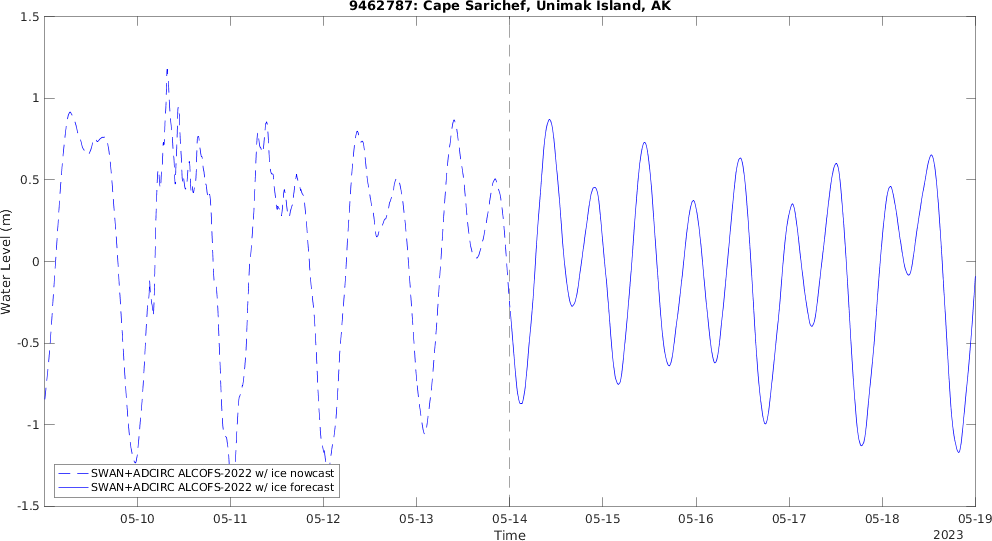 9462787: Cape Sarichef, Unimak Island, AK
1.5
1
0.5
0
-0.5
-1
-1.5
Water Level (m)
SWAN+ADCIRC ALCOFS-2022 w/ ice nowcast
SWAN+ADCIRC ALCOFS-2022 w/ ice forecast
05-10 05-11 05-12 05-13 05-14 05-15 05-16 05-17 05-18 05-19
Time
2023